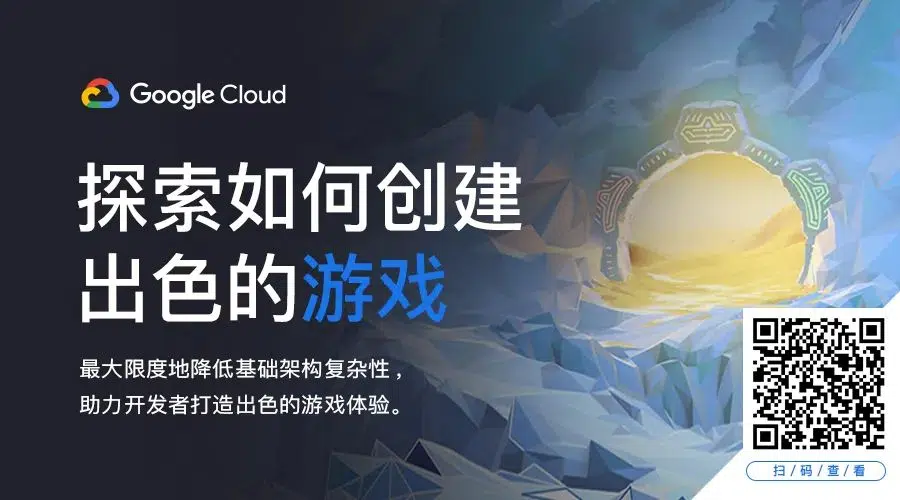 Google Cloud
探索如何创建
出色的游戏
最大限度地降低基础架构复杂性，
助力开发者打造出色的游戏体验。
扫/码/查/看